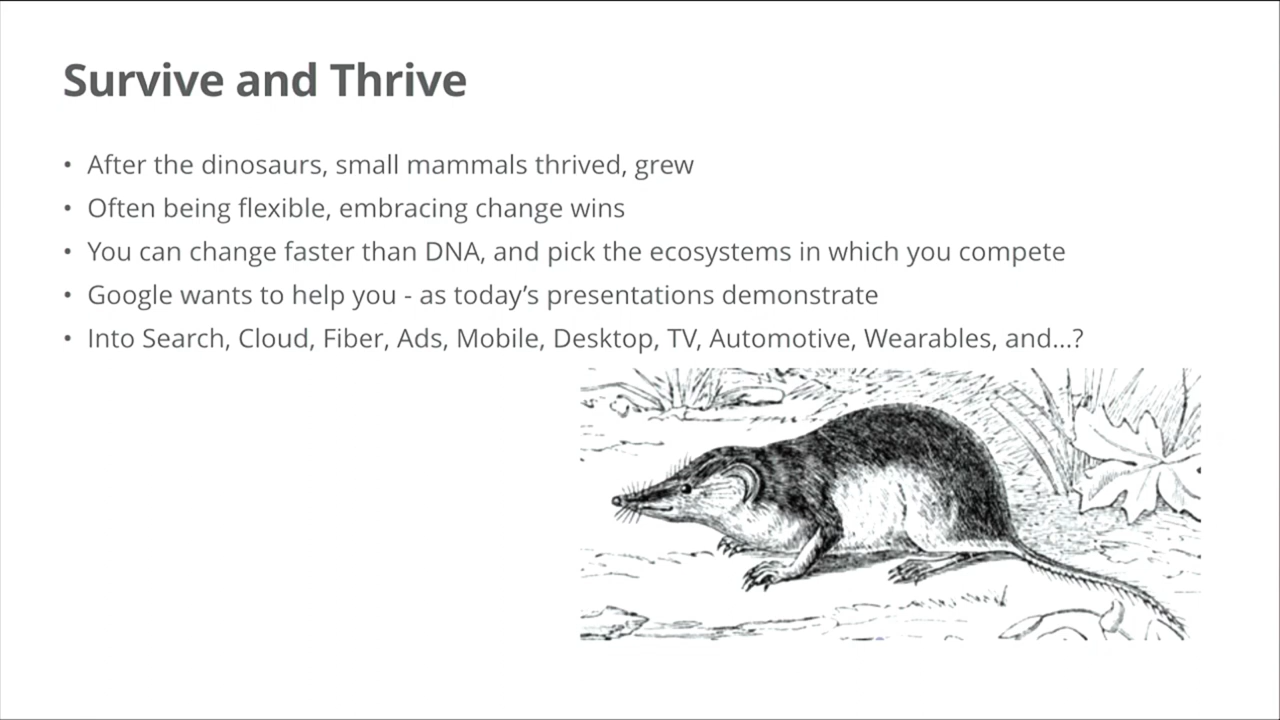 Survive and Thrive
• After the dinosaurs, small mammals thrived, grew
• Often being flexible, embracing change wins
• You can change faster than DNA, and pick the ecosystems in which you compete
• Google wants to help you - as today’s presentations demonstrate
• Into Search, Cloud, Fiber, Ads, Mobile, Desktop, TV, Automotive, Wearables, and...?